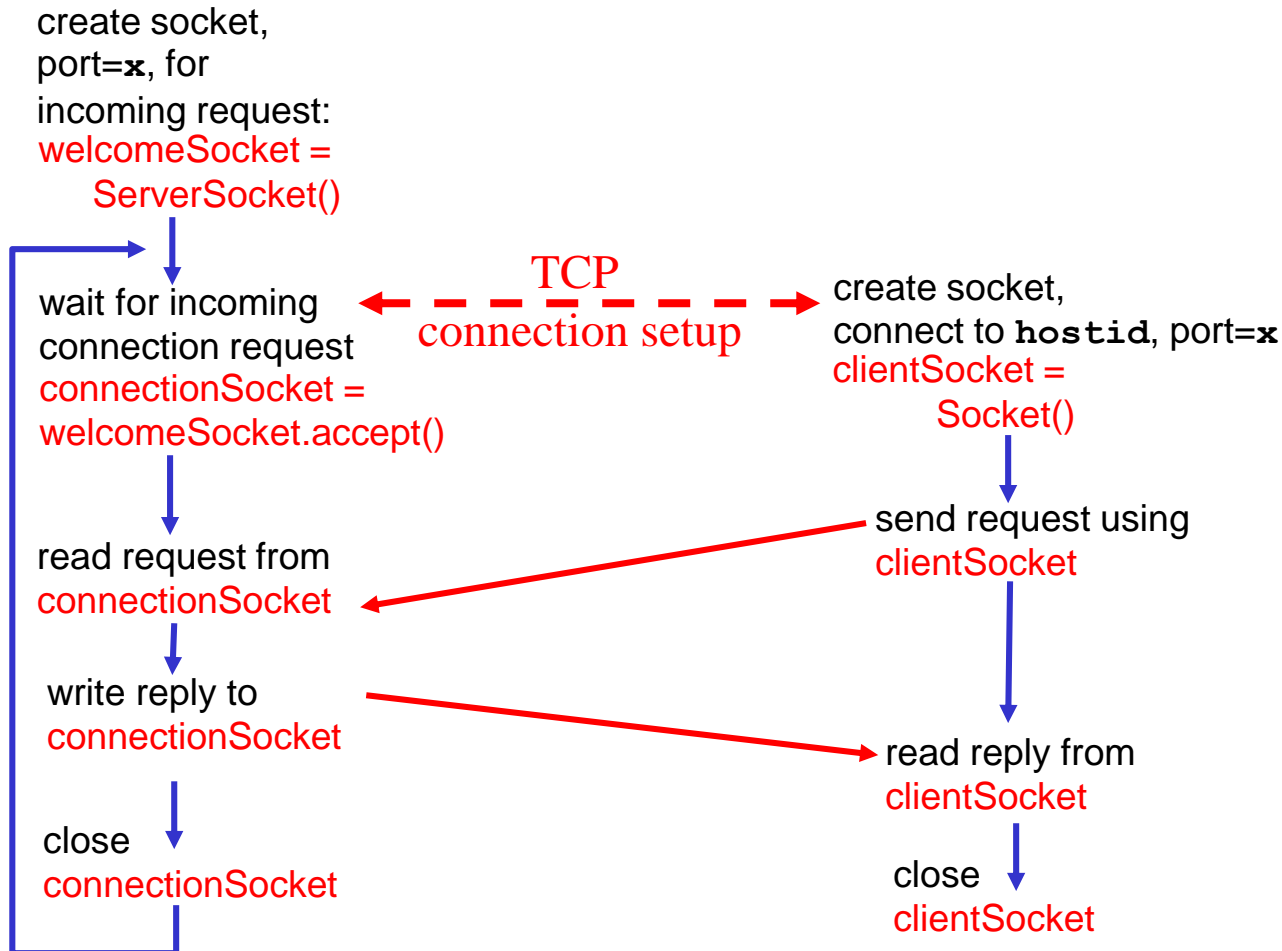 create socket,
port=x, for
incoming request:
welcomeSocket =
ServerSocket()
wait for incoming
connection request
connectionSocket =
welcomeSocket.accept()
TCP
connection setup
create socket,
connect to hostid, port=x
clientSocket =
Socket()
send request using
clientSocket
read request from
connectionSocket
write reply to
connectionSocket
read reply from
clientSocket
close
connectionSocket
close
clientSocket